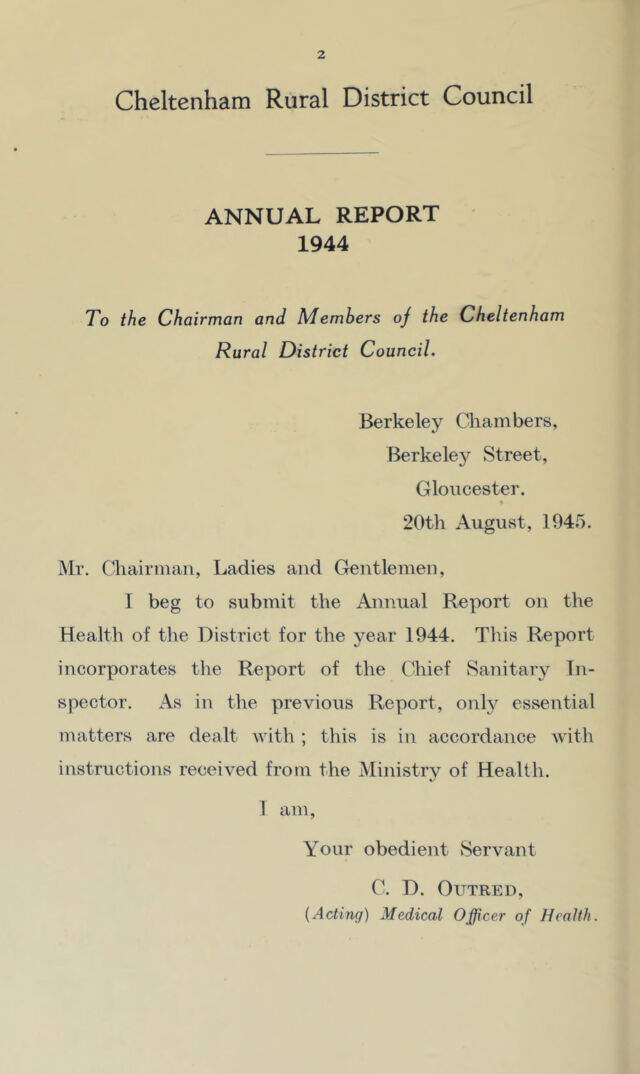 2
Cheltenham Rural District Council
ANNUAL REPORT
1944
To the Chairman and Members of the Cheltenham
Rural District Council.
Berkeley Chambers,
Berkeley Street,
Gloucester.
20th August, 1945.
Mr. Chairman, Ladies and Gentlemen,
I beg to submit the Annual Report on the
Health of the District for the year 1944. This Report
incorporates the Report of the Chief Sanitary In-
spector. As in the previous Report, only essential
matters are dealt with ; this is in accordance with
instructions received from the Ministry of Health.
I am,
Your obedient Servant
C. D. OUTRED,
(Acting) Medical Officer of Health.